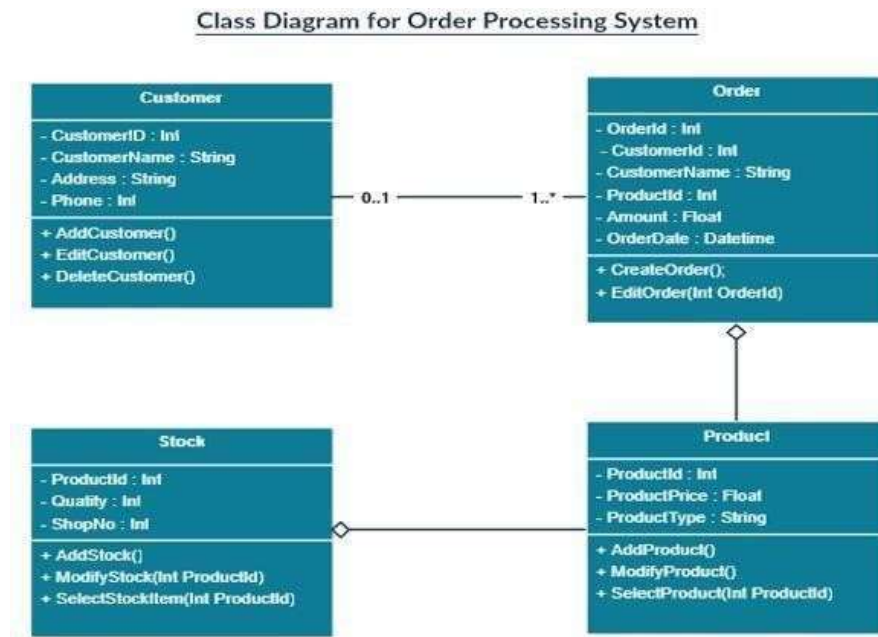 Class Diagram for Order Processing System
Customer
- CustomerID : Int
- CustomerName : String
- Address : String
- Phone : Int
+ AddCustomer()
+ EditCustomer()
+ DeleteCustomer()
0..1
1..*
Order
- OrderId : Int
- CustomerId : Int
- CustomerName : String
- ProductId : Int
- Amount : Float
- OrderDate : Datetime
+ CreateOrder();
+ EditOrder(Int OrderId)
Stock
- ProductId : Int
- Quality : Int
- ShopNo : Int
+ AddStock()
+ ModifyStock(Int ProductId)
+ SelectStockItem(Int ProductId)
Product
- ProductId : Int
- ProductPrice : Float
- ProductType : String
+ AddProduct()
+ ModifyProduct()
+ SelectProduct(Int ProductId)